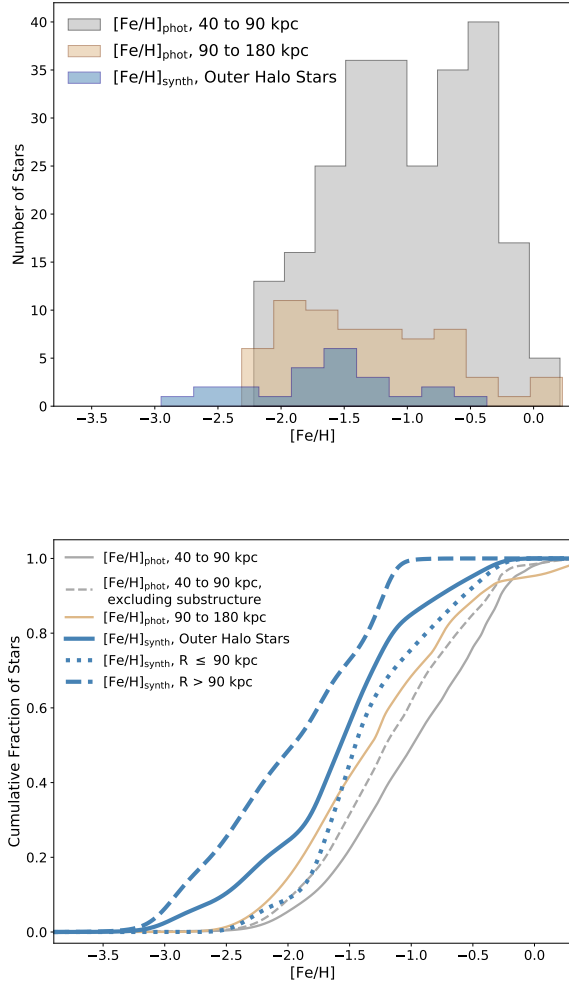 [Fe/H]phot, 40 to 90 kpc
[Fe/H]phot, 90 to 180 kpc
[Fe/H]synth, Outer Halo Stars
Number of Stars
40
35
30
25
20
15
10
5
0
−3.5 −3.0 −2.5 −2.0 −1.5 −1.0 −0.5 0.0
[Fe/H]
[Fe/H]phot, 40 to 90 kpc
[Fe/H]phot, 40 to 90 kpc,
excluding substructure
[Fe/H]phot, 90 to 180 kpc
[Fe/H]synth, Outer Halo Stars
[Fe/H]synth, R ≤ 90 kpc
[Fe/H]synth, R > 90 kpc
Cumulative Fraction of Stars
1.0
0.8
0.6
0.4
0.2
0.0
−3.5 −3.0 −2.5 −2.0 −1.5 −1.0 −0.5 0.0
[Fe/H]